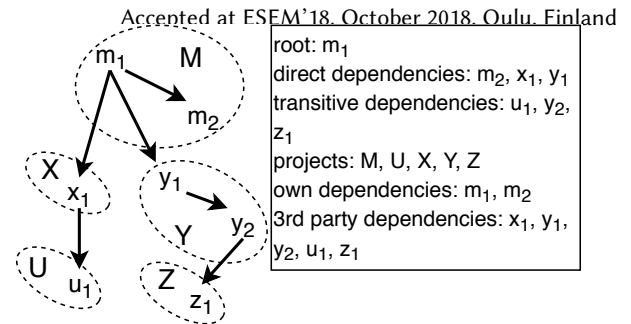 Accepted at ESEM'18, October 2018, Oulu, Finland
m1 M
m2
X
x1
y1
y2
Y
U
u1
Z
z1
root: m1
direct dependencies: m2, x1, y1
transitive dependencies: u1, y2,
z1
projects: M, U, X, Y, Z
own dependencies: m1, m2
3rd party dependencies: x1, y1,
y2, u1, z1